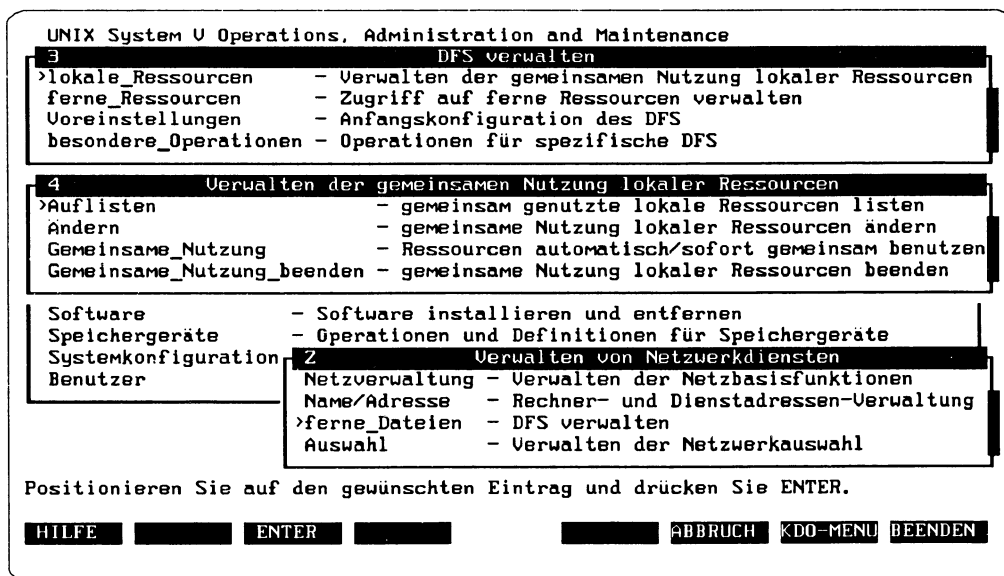 UNIX System V Operations, Administration and Maintenance
3 DFS verwalten
>lokale_Ressourcen - Verwalten der gemeinsamen Nutzung lokaler Ressourcen
ferne_Ressourcen - Zugriff auf ferne Ressourcen verwalten
Voreinstellungen - Anfangskonfiguration des DFS
besondere_Operationen - Operationen für spezifische DFS
4 Verwalten der gemeinsamen Nutzung lokaler Ressourcen
>Auflisten - gemeinsam genutzte lokale Ressourcen listen
Ändern - gemeinsame Nutzung lokaler Ressourcen ändern
Gemeinsame_Nutzung - Ressourcen automatisch/sofort gemeinsam benutzen
Gemeinsame_Nutzung_beenden - gemeinsame Nutzung lokaler Ressourcen beenden
Software - Software installieren und entfernen
Speichergeräte - Operationen und Definitionen für Speichergeräte
Systemkonfiguration
2 Verwalten von Netzwerkdiensten
Benutzer
Netzverwaltung - Verwalten der Netzbasisfunktionen
Name/Adresse - Rechner- und Dienstadressen-Verwaltung
>ferne_Dateien - DFS verwalten
Auswahl - Verwalten der Netzwerkauswahl
Positionieren Sie auf den gewünschten Eintrag und drücken Sie ENTER.
HILFE ENTER ABBRUCH KDO-MENU BEENDEN